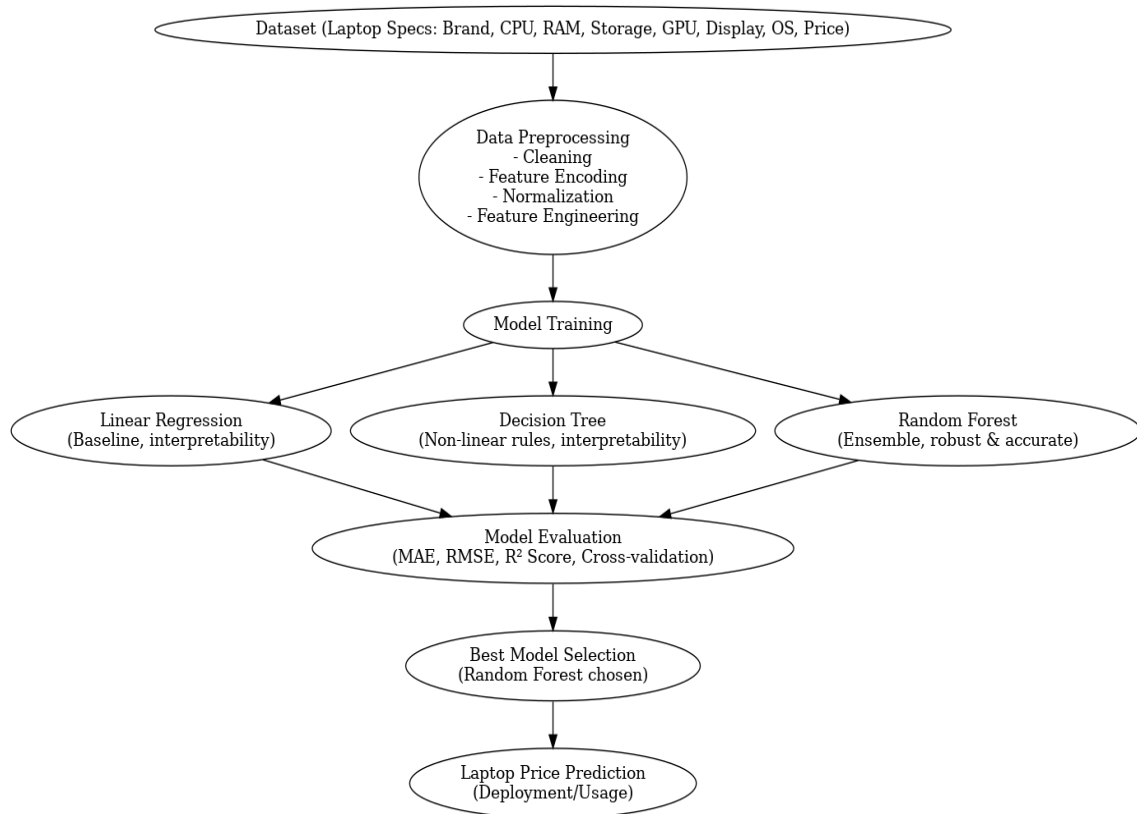 Dataset (Laptop Specs: Brand, CPU, RAM, Storage, GPU, Display, OS, Price)
Data Preprocessing
- Cleaning
- Feature Encoding
- Normalization
- Feature Engineering
Model Training
Linear Regression
(Baseline, interpretability)
Decision Tree
(Non-linear rules, interpretability)
Random Forest
(Ensemble, robust & accurate)
Model Evaluation
(MAE, RMSE, R² Score, Cross-validation)
Best Model Selection
(Random Forest chosen)
Laptop Price Prediction
(Deployment/Usage)